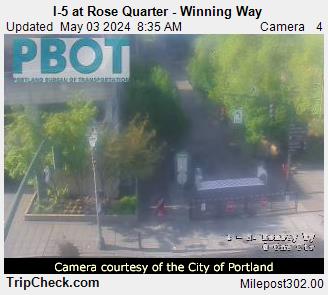 I-5 at Rose Quarter - Winning Way
Updated May 03 2024 8:35 AM Camera 4
PBOT
PORTLAND BUREAU OF TRANSPORTATION
Camera courtesy of the City of Portland
TripCheck.com Milepost302.00